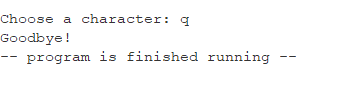 Choose a character: q
Goodbye!
-- program is finished running --